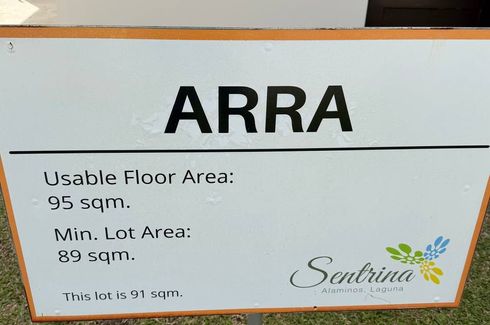 ARRA
Usable Floor Area:
95 sqm.
Min. Lot Area:
89 sqm.
This lot is 91 sqm.
Sentrina
Alaminos, Laguna